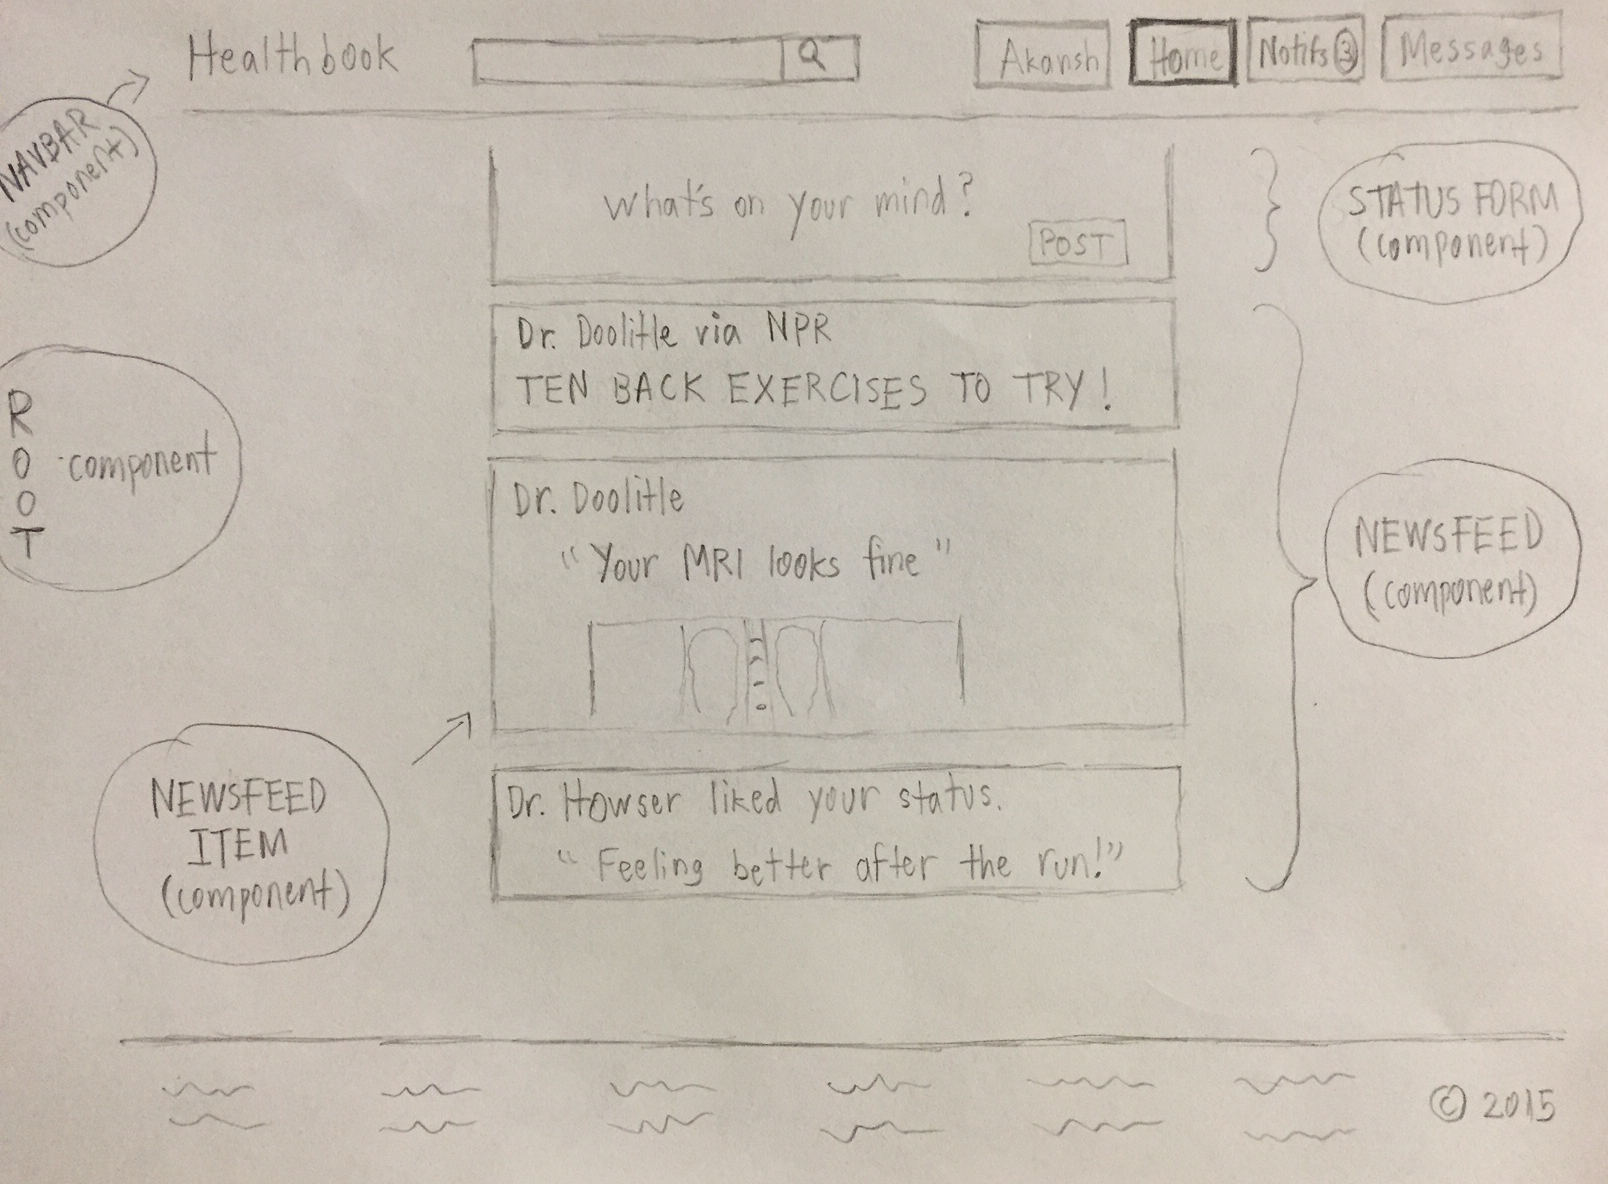 Healthbook
Akansh
Home
Notifs 3
Messages
NAVBAR
(component)
What's on your mind?
POST
STATUS FORM
(component)
Dr. Doolitle via NPR
TEN BACK EXERCISES TO TRY!
ROOT component
Dr. Doolitle
"Your MRI looks fine"
NEWSFEED
(component)
NEWSFEED
ITEM
(component)
Dr. Howser liked your status.
"Feeling better after the run!"
© 2015